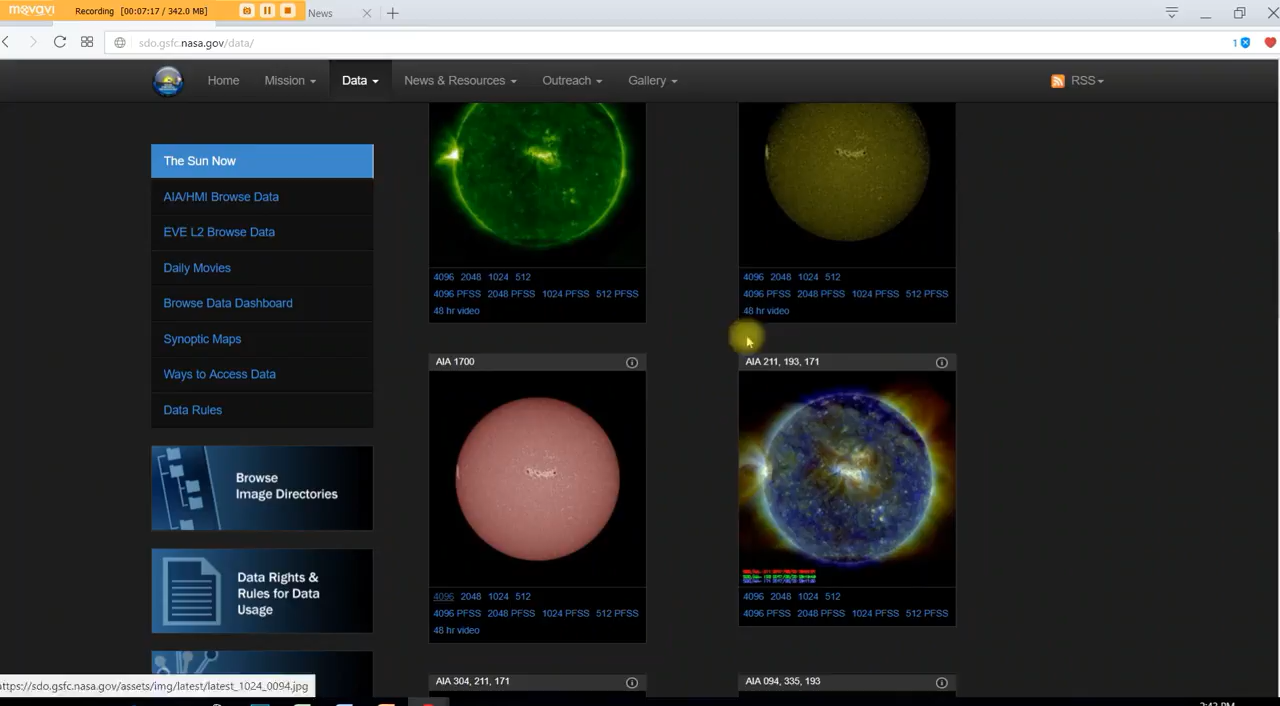 movavi Recording [00:07:17 / 342.0 MB]
News
sdo.gsfc.nasa.gov/data/
1
Home Mission Data News & Resources Outreach Gallery RSS
The Sun Now
AIA/HMI Browse Data
EVE L2 Browse Data
Daily Movies
Browse Data Dashboard
Synoptic Maps
Ways to Access Data
Data Rules
Browse
Image Directories
Data Rights &
Rules for Data
Usage
4096 2048 1024 512
4096 PFSS 2048 PFSS 1024 PFSS 512 PFSS
48 hr video
4096 2048 1024 512
4096 PFSS 2048 PFSS 1024 PFSS 512 PFSS
48 hr video
AIA 1700
4096 2048 1024 512
4096 PFSS 2048 PFSS 1024 PFSS 512 PFSS
48 hr video
AIA 211, 193, 171
4096 2048 1024 512
4096 PFSS 2048 PFSS 1024 PFSS 512 PFSS
AIA 304, 211, 171
AIA 094, 335, 193
ttps://sdo.gsfc.nasa.gov/assets/img/latest/latest_1024_0094.jpg